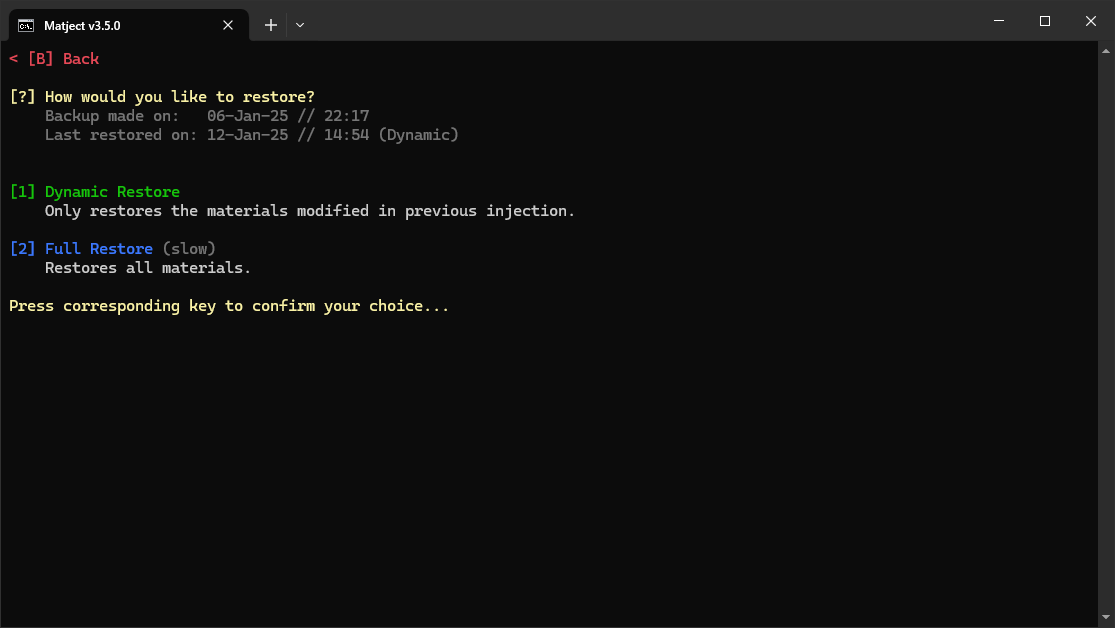 Matject v3.5.0
< [B] Back
[?] How would you like to restore?
Backup made on:   06-Jan-25 // 22:17
Last restored on: 12-Jan-25 // 14:54 (Dynamic)
[1] Dynamic Restore
Only restores the materials modified in previous injection.
[2] Full Restore (slow)
Restores all materials.
Press corresponding key to confirm your choice...